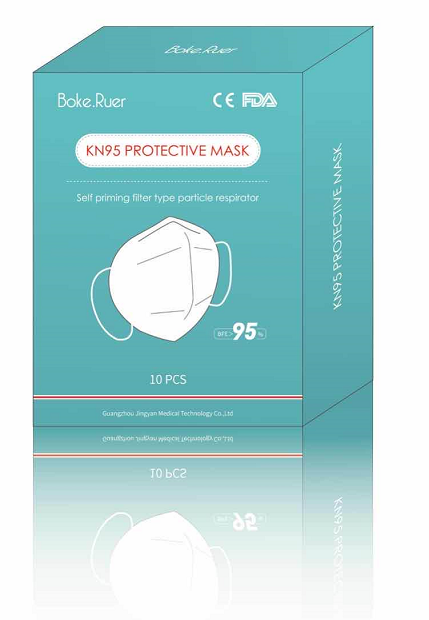 Boke.Ruer
Boke.Ruer
CE FDA
KN95 PROTECTIVE MASK
Self priming filter type particle respirator
BFE>95%
10 PCS
Guangzhou Jingyan Medical Technology Co.,Ltd
KN95 PROTECTIVE MASK